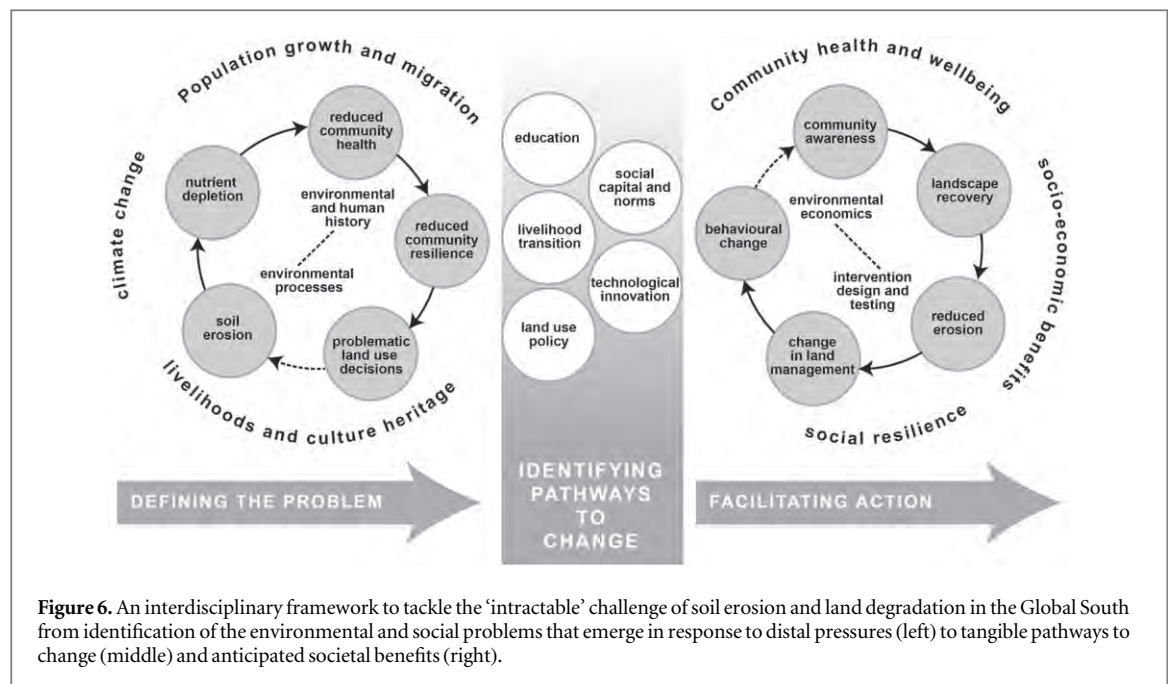 Population growth and migration
climate change
livelihoods and culture heritage
reduced
community
health
nutrient
depletion
environmental
and human
history
reduced
community
resilience
environmental
processes
soil
erosion
problematic
land use
decisions
DEFINING THE PROBLEM
education
social
capital and
norms
livelihood
transition
technological
innovation
land use
policy
IDENTIFYING
PATHWAYS
TO
CHANGE
Community health and wellbeing
socio-economic benefits
social resilience
community
awareness
landscape
recovery
environmental
economics
behavioural
change
intervention
design and
testing
reduced
erosion
change
in land
management
FACILITATING ACTION
Figure 6. An interdisciplinary framework to tackle the ‘intractable’ challenge of soil erosion and land degradation in the Global South
from identification of the environmental and social problems that emerge in response to distal pressures (left) to tangible pathways to
change (middle) and anticipated societal benefits (right).